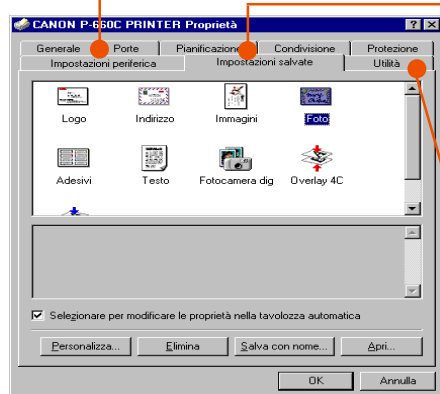 CANON P-660C PRINTER Proprietà
Generale Porte Pianificazione Condivisione Protezione
Impostazioni periferica Impostazioni salvate Utilità
Logo Indirizzo Immagini Foto
Adesivi Testo Fotocamera dig Overlay 4C
Selezionare per modificare le proprietà nella tavolozza automatica
Personalizza... Elimina Salva con nome... Apri...
OK Annulla